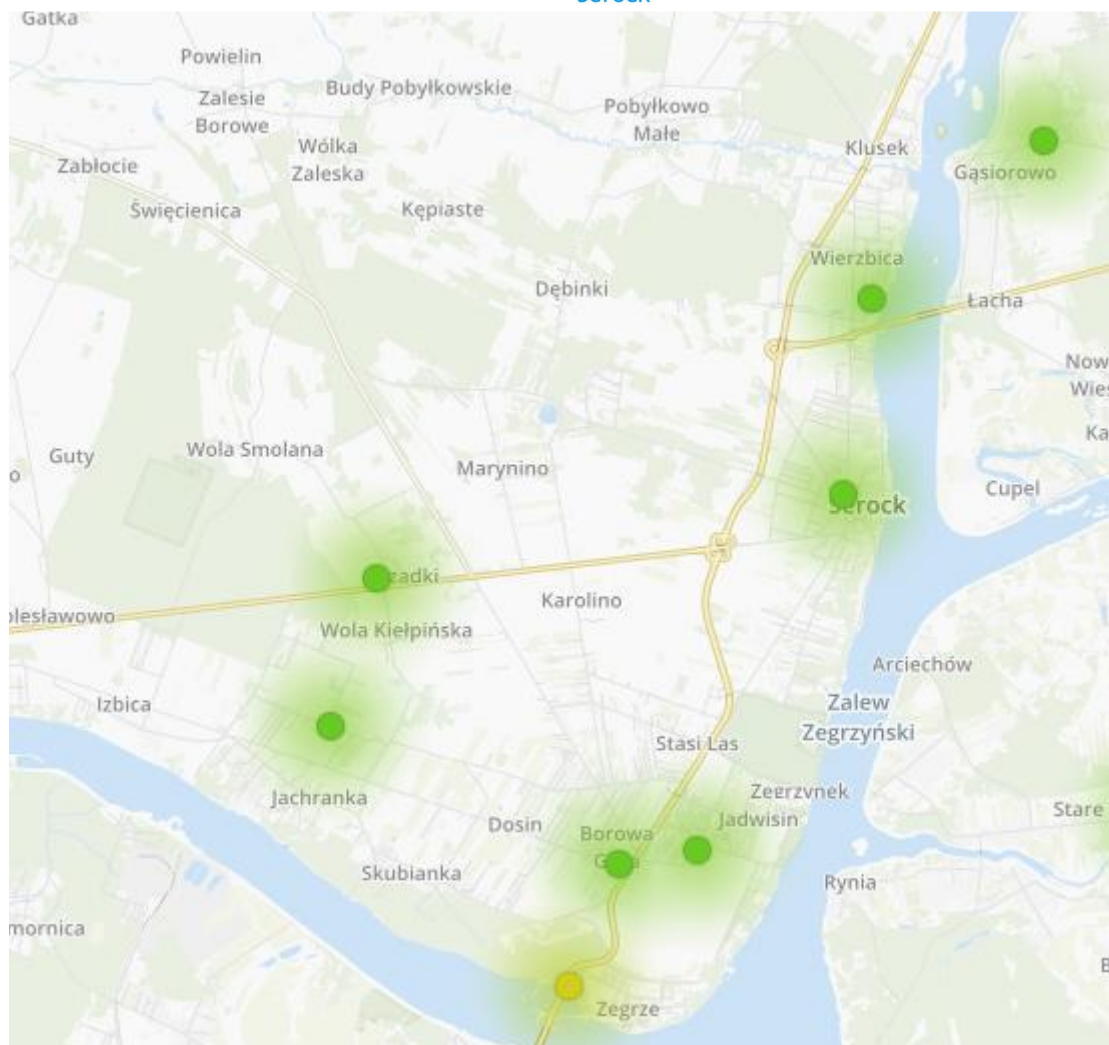 Gatka
Powielin
Zalesie
Borowe
Budy Pobyłkowskie
Pobyłkowo
Małe
Wólka
Zaleska
Klusek
Zabłocie
Gąsiorowo
Święcienica
Kępiaste
Wierzbica
Dębinki
Łacha
Guty
Wola Smolana
Marynino
Cupel
Serock
Karolino
Wola Kiełpińska
Arciechów
Izbica
Zalew
Zegrzyński
Stasi Las
Jachranka
Zegrzynek
Jadwisin
Dosin
Borowa
Stare
Skubianka
Rynia
Zegrze